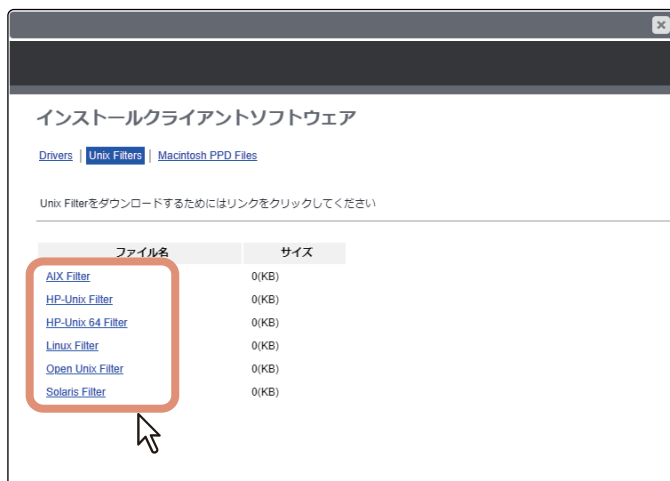 インストールクライアントソフトウェア
Drivers | Unix Filters | Macintosh PPD Files
Unix Filterをダウンロードするためにはリンクをクリックしてください
ファイル名 サイズ
AIX Filter 0(KB)
HP-Unix Filter 0(KB)
HP-Unix 64 Filter 0(KB)
Linux Filter 0(KB)
Open Unix Filter 0(KB)
Solaris Filter 0(KB)